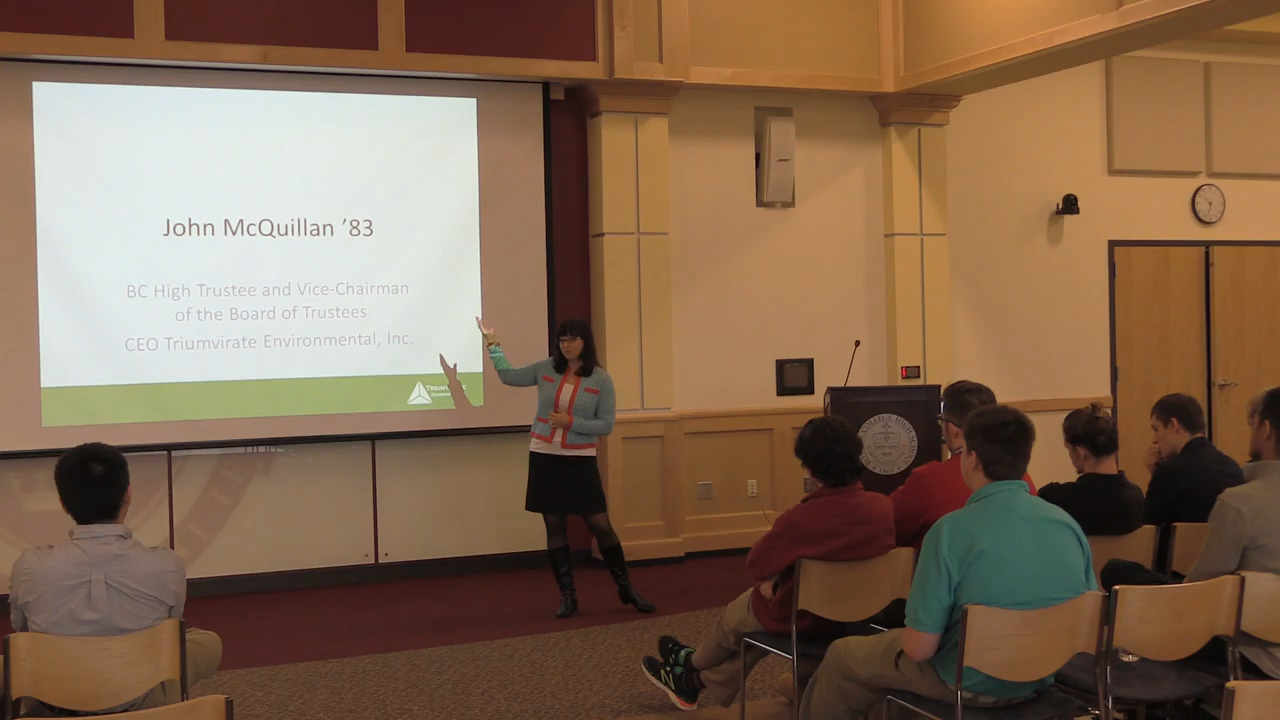 John McQuillan ’83
BC High Trustee and Vice-Chairman
of the Board of Trustees
CEO Triumvirate Environmental, Inc.